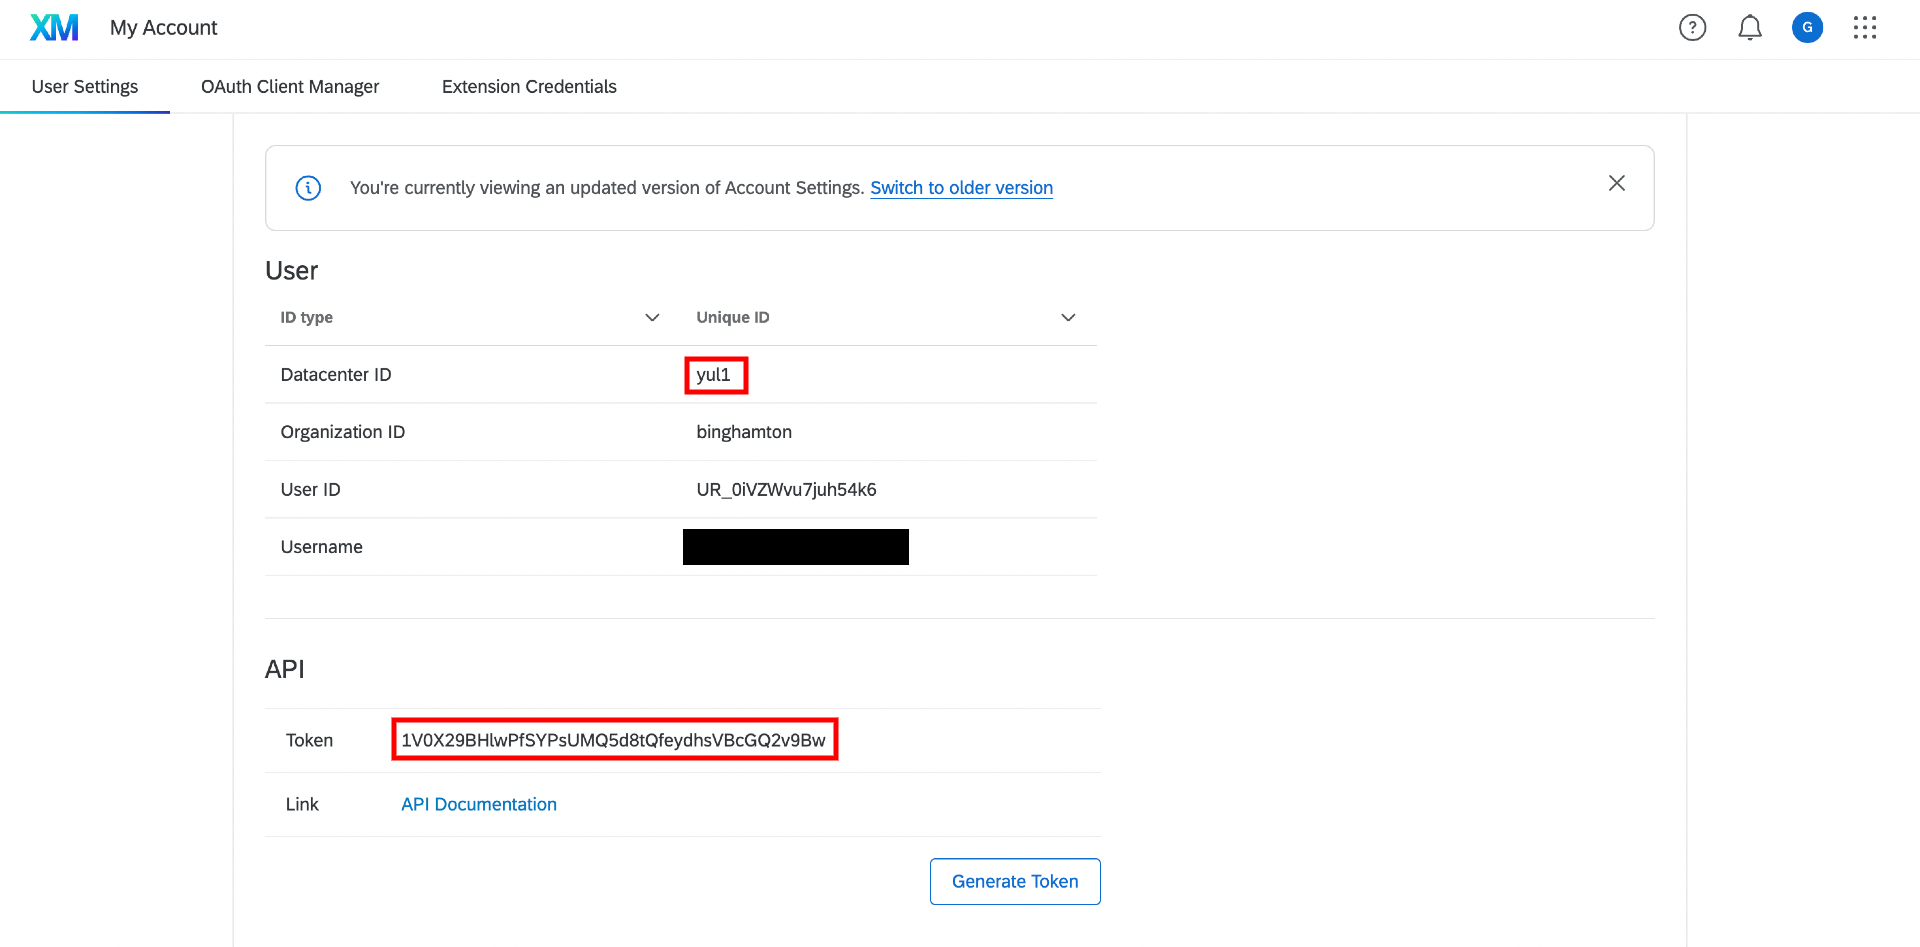 XM My Account ? G
User Settings OAuth Client Manager Extension Credentials
You're currently viewing an updated version of Account Settings. Switch to older version
User
ID type Unique ID
Datacenter ID yul1
Organization ID binghamton
User ID UR_0iVZWvu7juh54k6
Username
API
Token 1V0X29BHlwPfSYPsUMQ5d8tQfeydhsVBcGQ2v9Bw
Link API Documentation
Generate Token